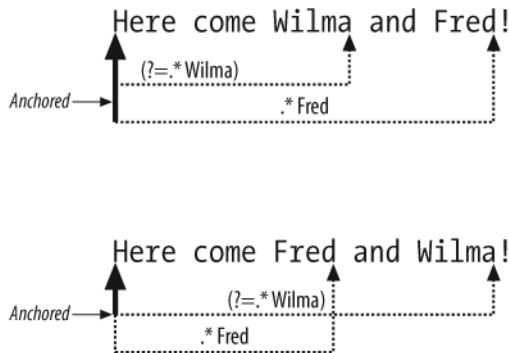 Here come Wilma and Fred!
(?=.* Wilma)
Anchored
.* Fred
Here come Fred and Wilma!
(?=.* Wilma)
Anchored
.* Fred